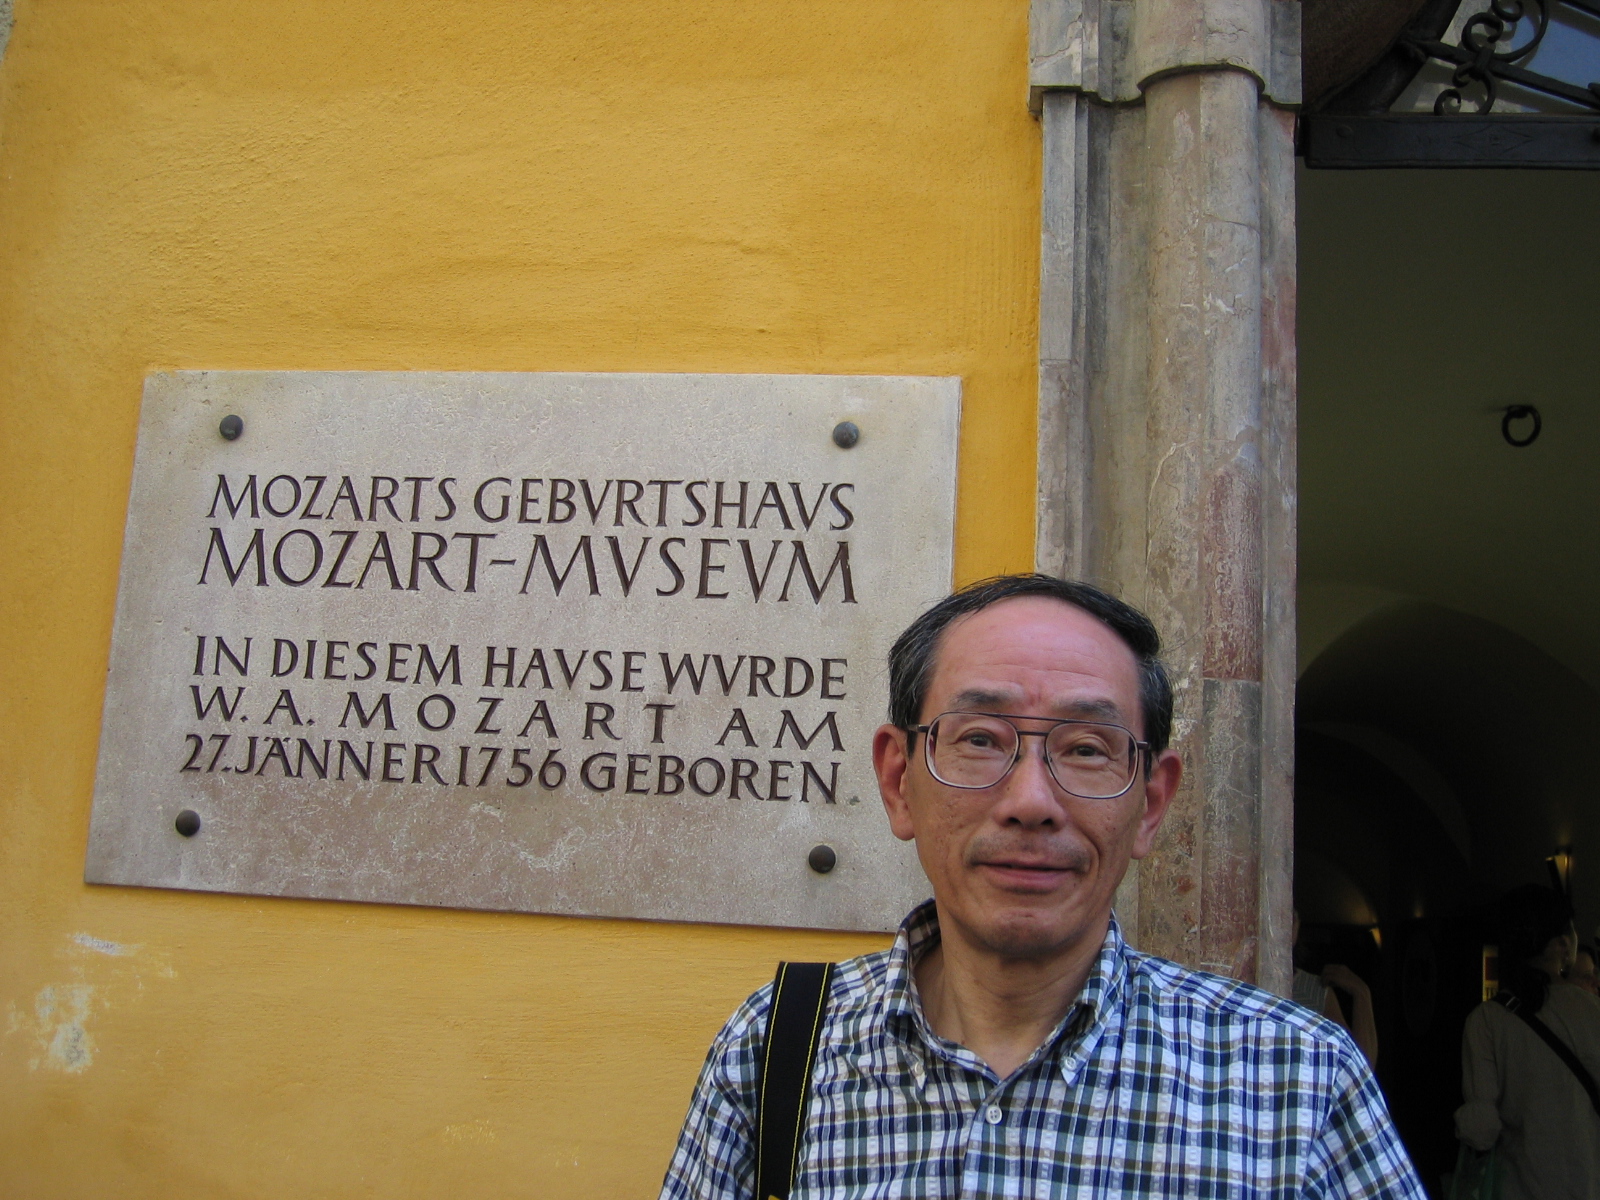 MOZARTS GEBVRTSHAVS
MOZART-MVSEVM
IN DIESEM HAVSE WVRDE
W. A. MOZART AM
27. JÄNNER 1756 GEBOREN